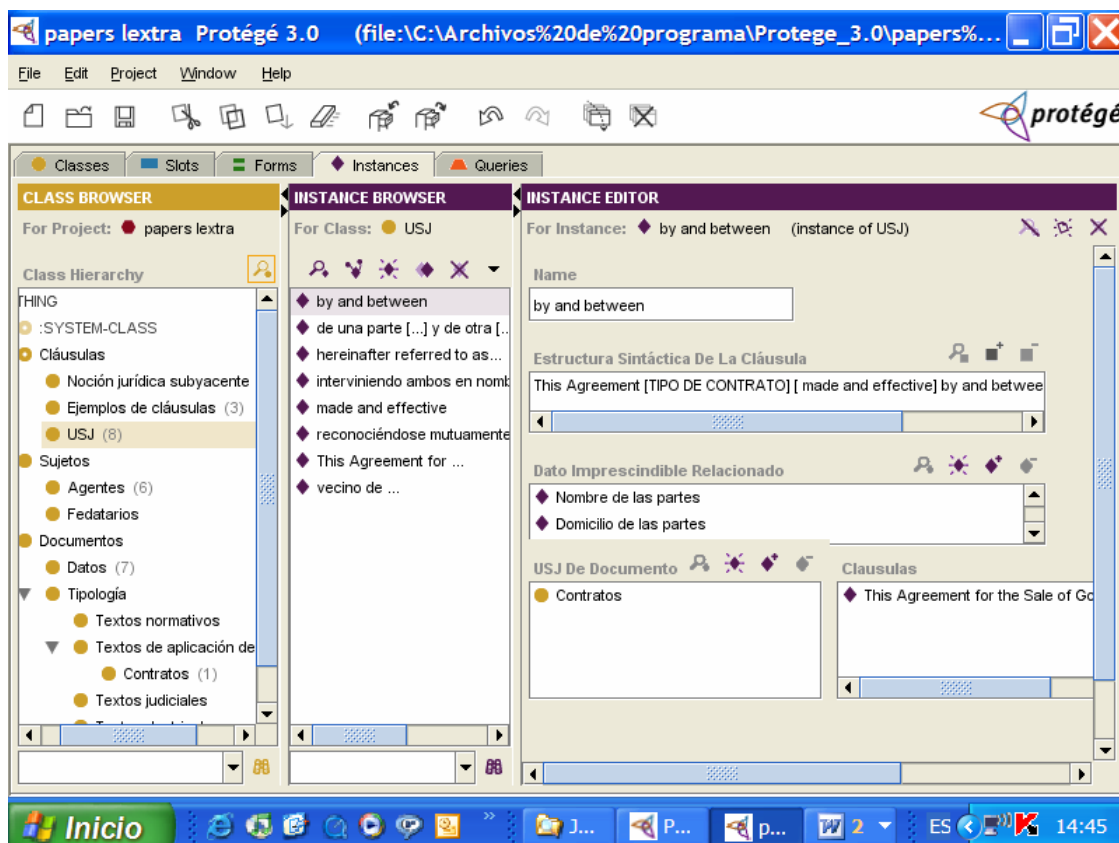 papers lextra Protégé 3.0 (file:\C:\Archivos%20de%20programa\Protege_3.0\papers%...
File Edit Project Window Help
protégé
Classes Slots Forms Instances Queries
CLASS BROWSER
For Project: papers lextra
Class Hierarchy
THING
:SYSTEM-CLASS
Cláusulas
Noción jurídica subyacente
Ejemplos de cláusulas (3)
USJ (8)
Sujetos
Agentes (6)
Fedatarios
Documentos
Datos (7)
Tipología
Textos normativos
Textos de aplicación de
Contratos (1)
Textos judiciales
INSTANCE BROWSER
For Class: USJ
by and between
de una parte [...] y de otra [..
hereinafter referred to as...
interviniendo ambos en nomb
made and effective
reconociéndose mutuamente
This Agreement for ...
vecino de ...
INSTANCE EDITOR
For Instance: by and between (instance of USJ)
Name
by and between
Estructura Sintáctica De La Cláusula
This Agreement [TIPO DE CONTRATO] [ made and effective] by and betwee
Dato Imprescindible Relacionado
Nombre de las partes
Domicilio de las partes
USJ De Documento
Contratos
Clausulas
This Agreement for the Sale of Go
Inicio
J...
P...
p...
2
ES
14:45